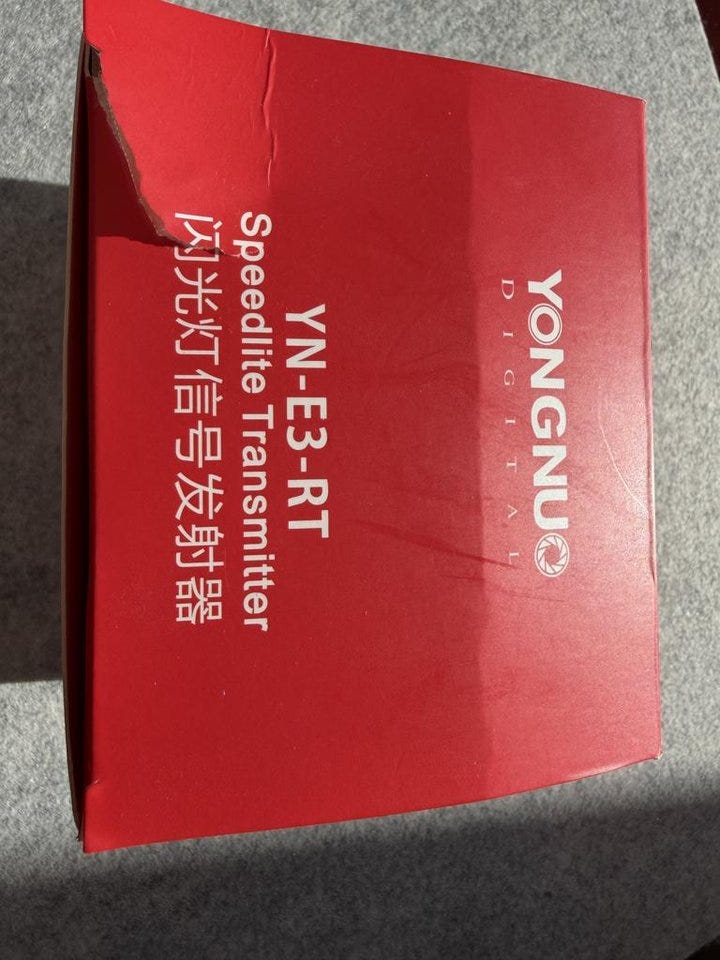 YONGNUO
DIGITAL
YN-E3-RT
Speedlite Transmitter
闪光灯信号发射器